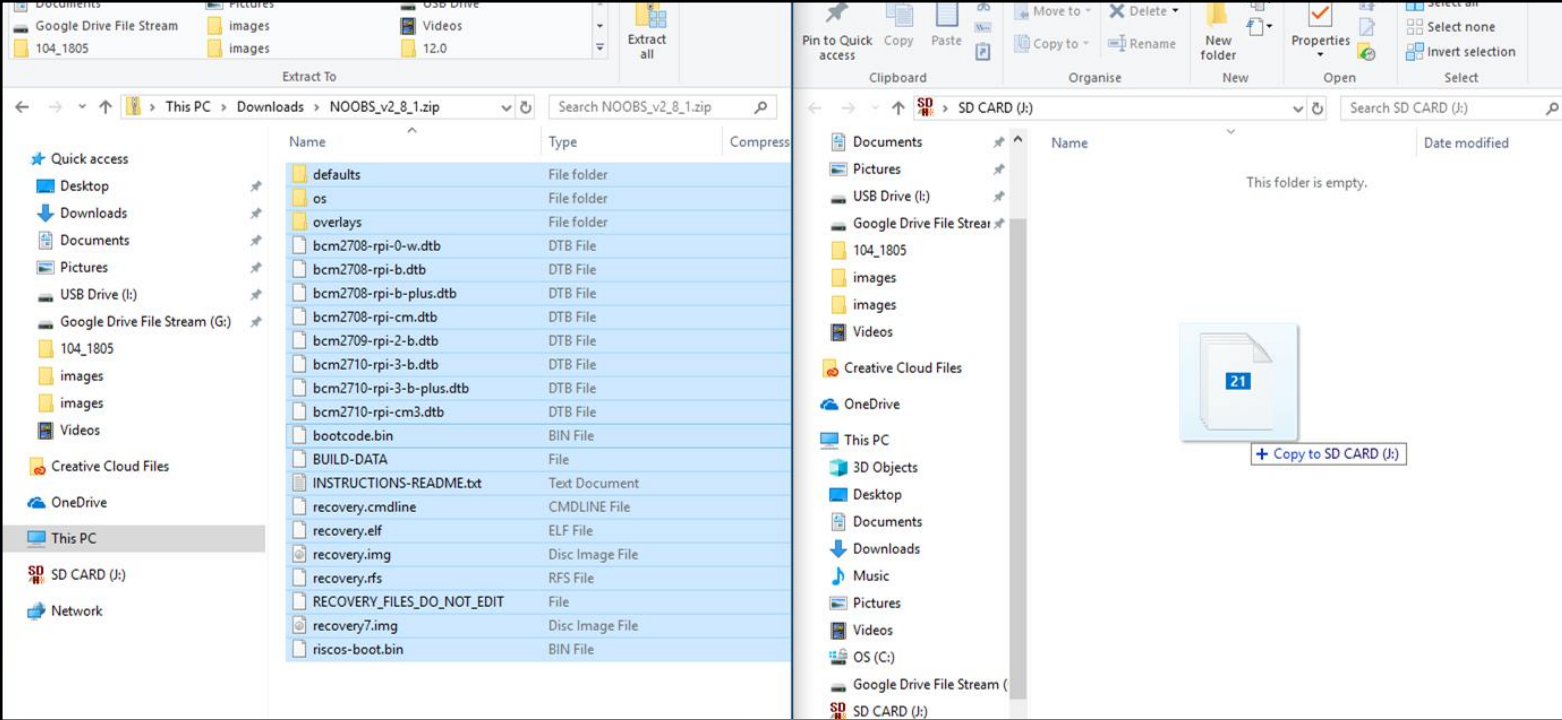 Documents
Pictures
USB Drive
Google Drive File Stream
images
Videos
104_1805
images
12.0
Extract
all
Extract To
This PC > Downloads > NOOBS_v2_8_1.zip
Search NOOBS_v2_8_1.zip
Quick access
Desktop
Downloads
Documents
Pictures
USB Drive (I:)
Google Drive File Stream (G:)
104_1805
images
images
Videos
Creative Cloud Files
OneDrive
This PC
SD CARD (J:)
Network
Name
Type
Compress
defaults
File folder
os
File folder
overlays
File folder
bcm2708-rpi-0-w.dtb
DTB File
bcm2708-rpi-b.dtb
DTB File
bcm2708-rpi-b-plus.dtb
DTB File
bcm2708-rpi-cm.dtb
DTB File
bcm2709-rpi-2-b.dtb
DTB File
bcm2710-rpi-3-b.dtb
DTB File
bcm2710-rpi-3-b-plus.dtb
DTB File
bcm2710-rpi-cm3.dtb
DTB File
bootcode.bin
BIN File
BUILD-DATA
File
INSTRUCTIONS-README.txt
Text Document
recovery.cmdline
CMDLINE File
recovery.elf
ELF File
recovery.img
Disc Image File
recovery.rfs
RFS File
RECOVERY_FILES_DO_NOT_EDIT
File
recovery7.img
Disc Image File
riscos-boot.bin
BIN File
Pin to Quick
access
Copy
Paste
Clipboard
Move to
Copy to
Delete
Rename
Organise
New
folder
New
Properties
Open
Select all
Select none
Invert selection
Select
SD CARD (J:)
Search SD CARD (J:)
Documents
Pictures
USB Drive (I:)
Google Drive File Strear
104_1805
images
images
Videos
Creative Cloud Files
OneDrive
This PC
3D Objects
Desktop
Documents
Downloads
Music
Pictures
Videos
OS (C:)
Google Drive File Stream (
SD CARD (J:)
Name
Date modified
This folder is empty.
21
+ Copy to SD CARD (J:)